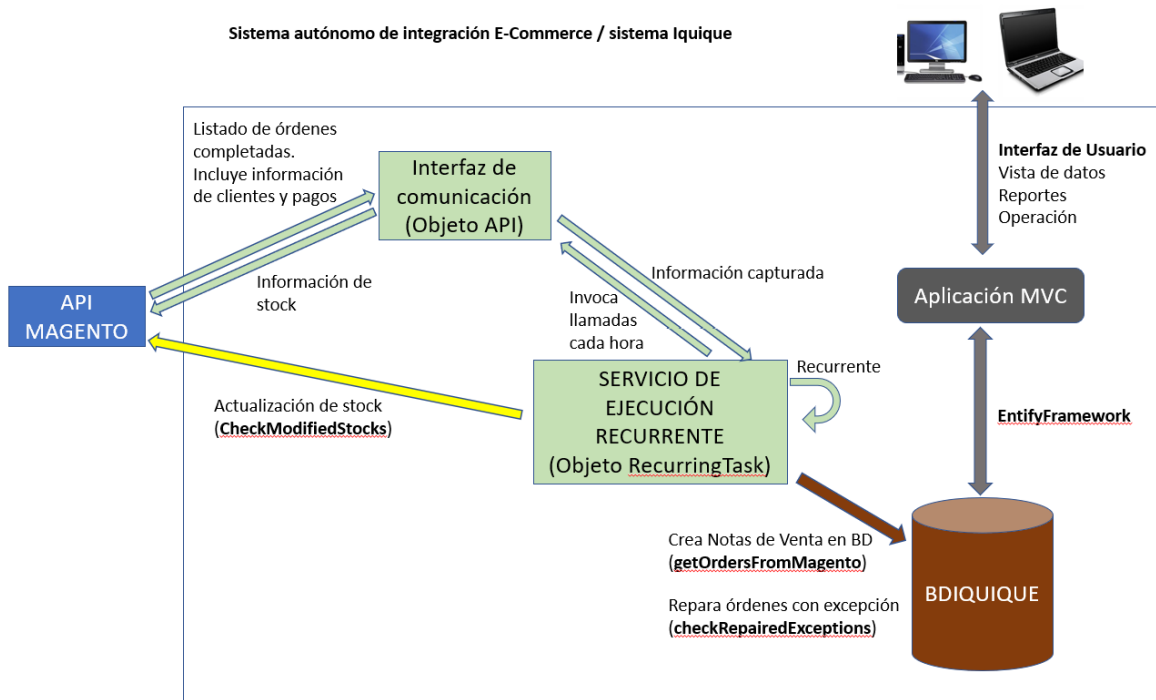 Sistema autónomo de integración E-Commerce / sistema Iquique
Listado de órdenes
completadas.
Incluye información
de clientes y pagos
Interfaz de
comunicación
(Objeto API)
Interfaz de Usuario
Vista de datos
Reportes
Operación
Información de
stock
Información capturada
Invoca
llamadas
cada hora
API
MAGENTO
Aplicación MVC
Recurrente
SERVICIO DE
EJECUCIÓN
RECURRENTE
(Objeto RecurringTask)
Actualización de stock
(CheckModifiedStocks)
EntifyFramework
Crea Notas de Venta en BD
(getOrdersFromMagento)
Repara órdenes con excepción
(checkRepairedExceptions)
BDIQUIQUE